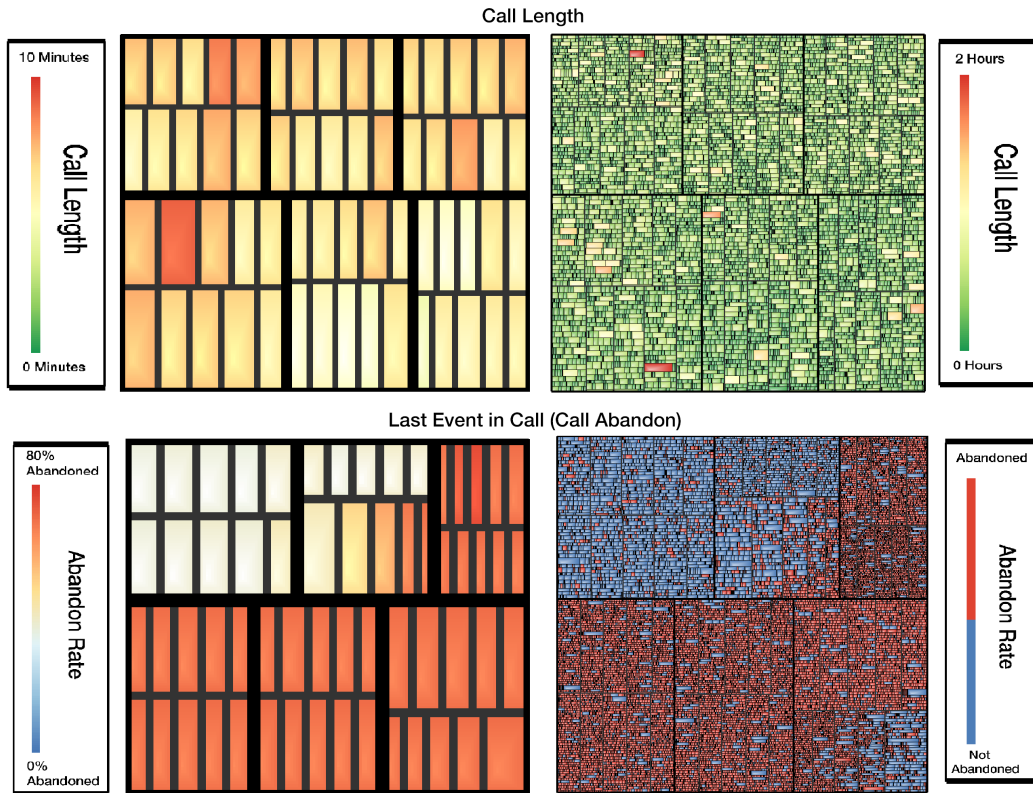 Call Length
10 Minutes
Call Length
0 Minutes
2 Hours
Call Length
0 Hours
Last Event in Call (Call Abandon)
80%
Abandoned
Abandon Rate
0%
Abandoned
Abandoned
Abandon Rate
Not
Abandoned